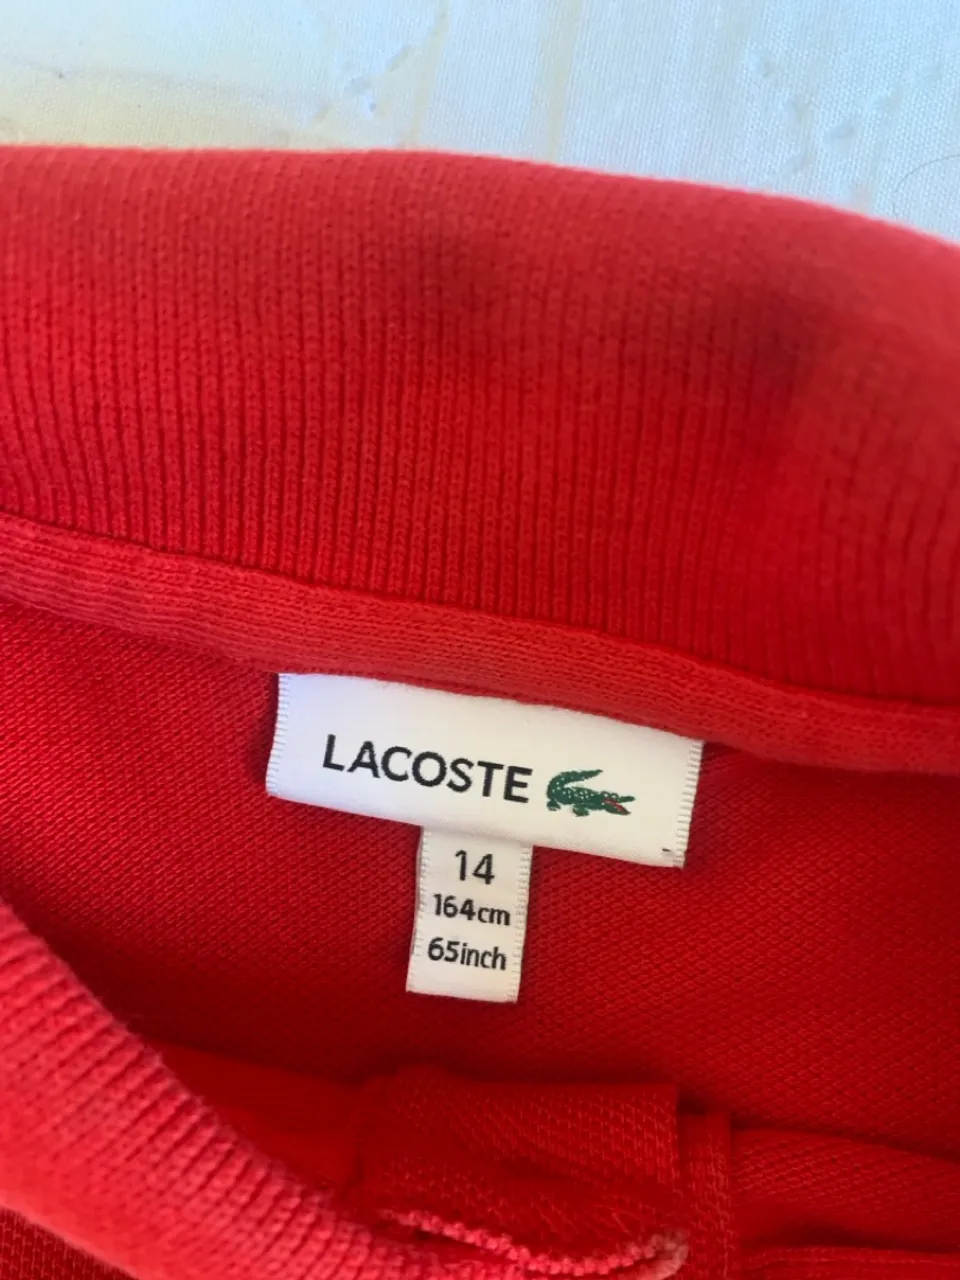 LACOSTE
14
164cm
65inch